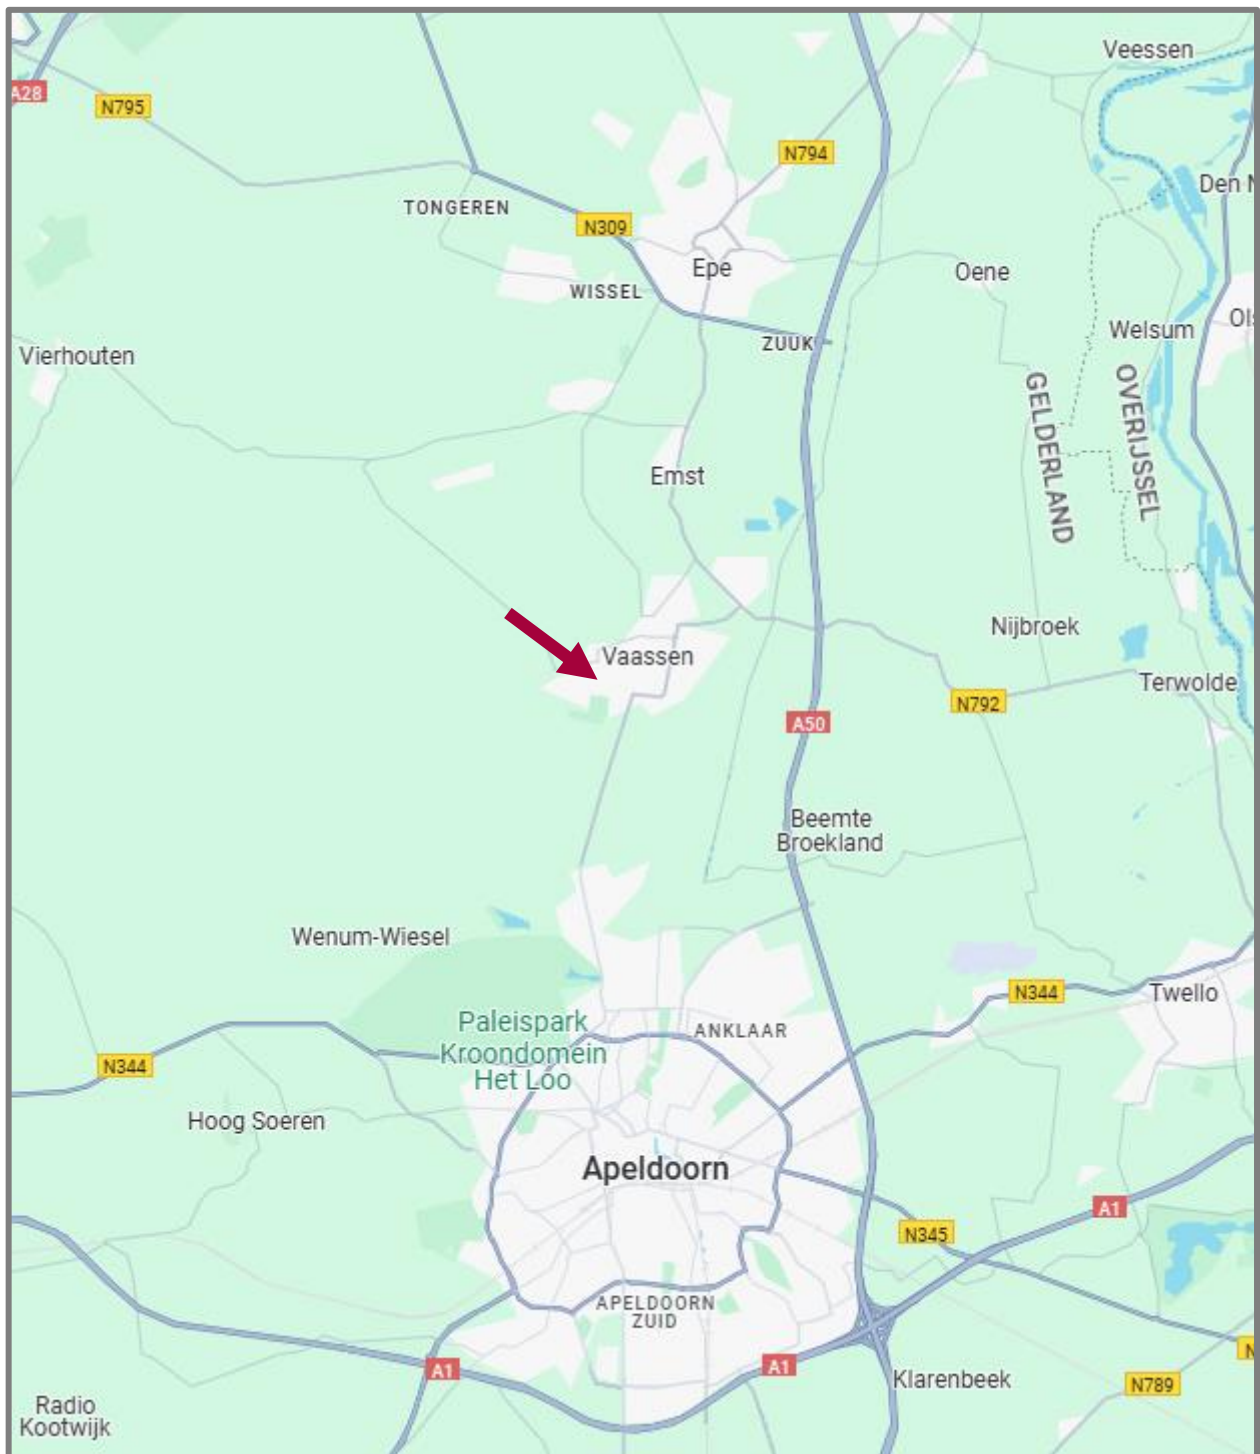 Veessen
A28
N795
N794
Den N
TONGEREN
N309
Epe
Oene
WISSEL
Welsum
Ols
ZUUK
Vierhouten
GELDERLAND
OVERIJSSEL
Emst
Nijbroek
Vaassen
Terwolde
N792
A50
Beemte
Broekland
Wenum-Wiesel
N344
Twello
Paleispark
Kroondomein
Het Loo
ANKLAAR
N344
Hoog Soeren
Apeldoorn
A1
N345
APELDOORN
ZUID
A1
A1
Klarenbeek
N789
N
Radio
Kootwijk